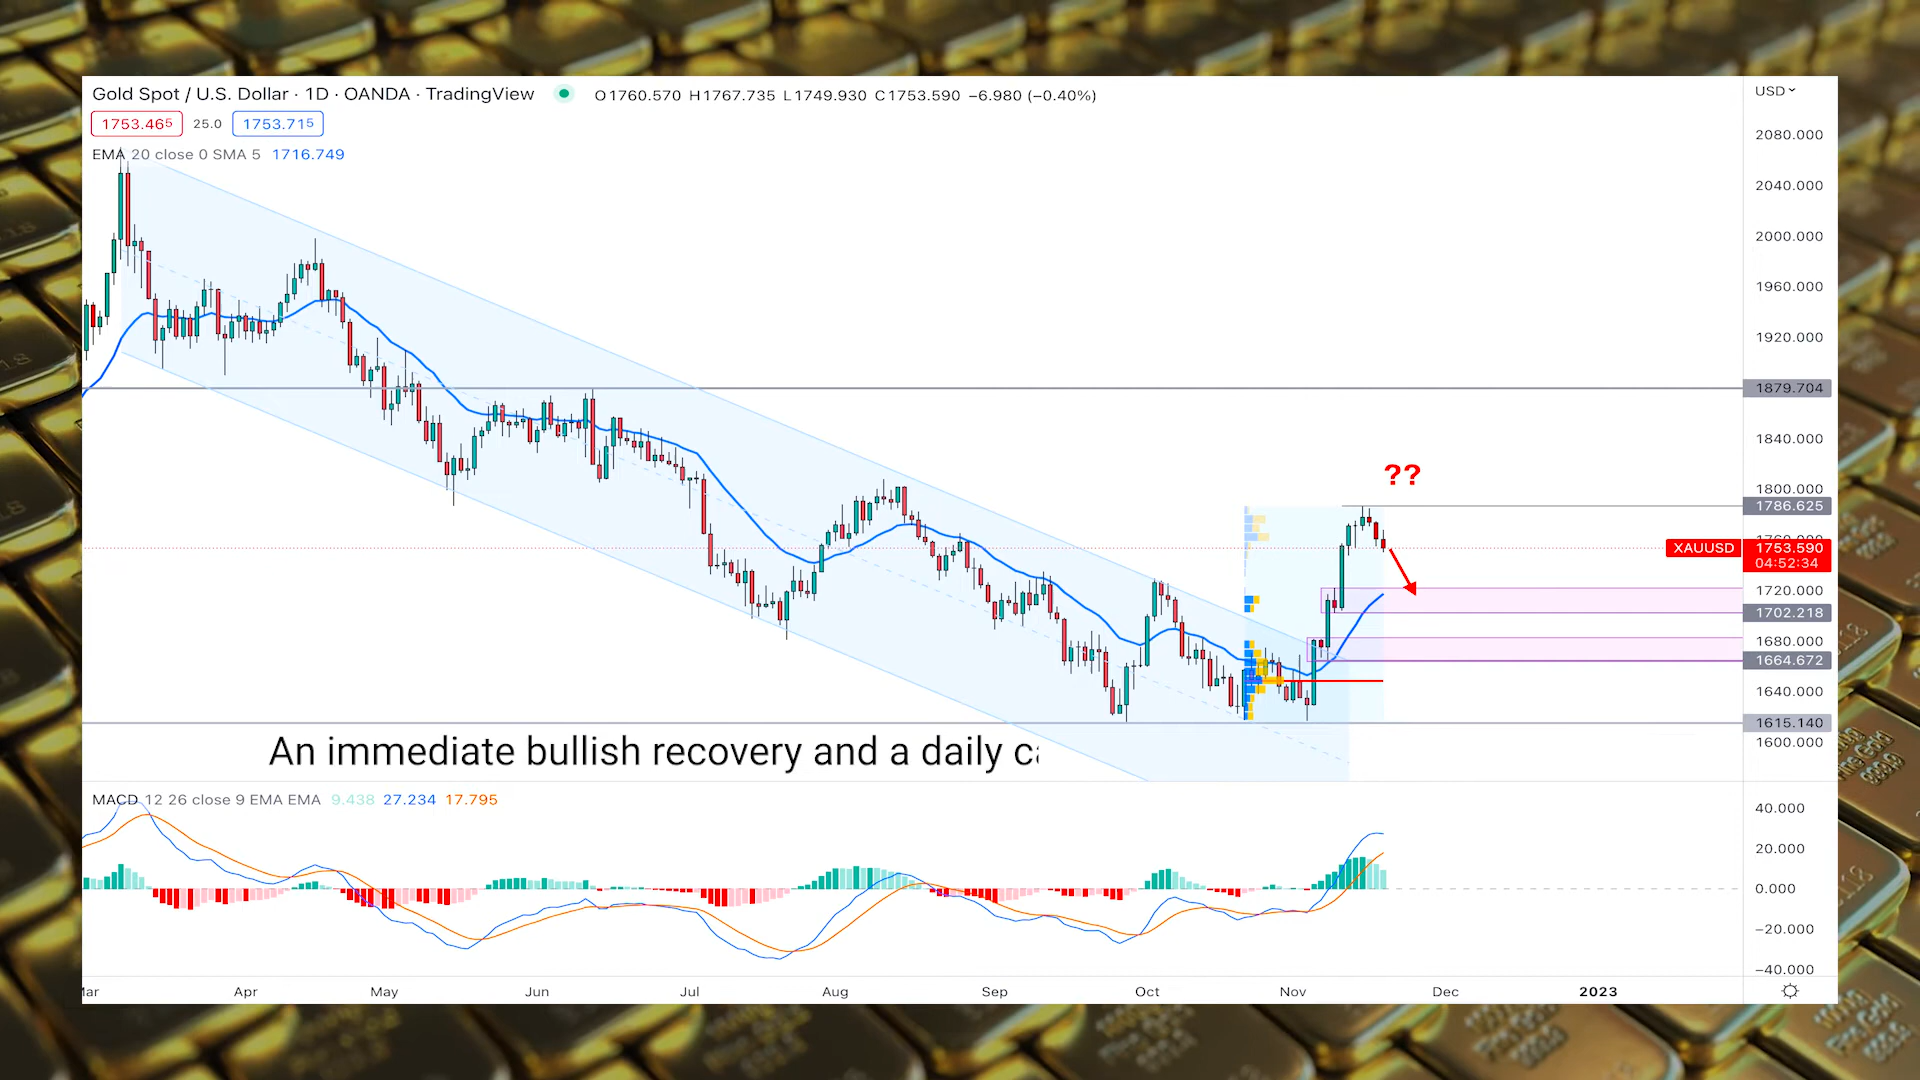 Gold Spot / U.S. Dollar · 1D · OANDA · TradingView
O1760.570 H1767.735 L1749.930 C1753.590 −6.980 (−0.40%)
USD
1753.465 25.0 1753.715
EMA 20 close 0 SMA 5 1716.749
2080.000
2040.000
2000.000
1960.000
1920.000
1879.704
1840.000
??
1800.000
1786.625
XAUUSD 1753.590
04:52:34
1720.000
1702.218
1680.000
1664.672
1640.000
1615.140
1600.000
An immediate bullish recovery and a daily
MACD 12 26 close 9 EMA EMA 9.438 27.234 17.795
40.000
20.000
0.000
−20.000
−40.000
Apr May Jun Jul Aug Sep Oct Nov Dec 2023